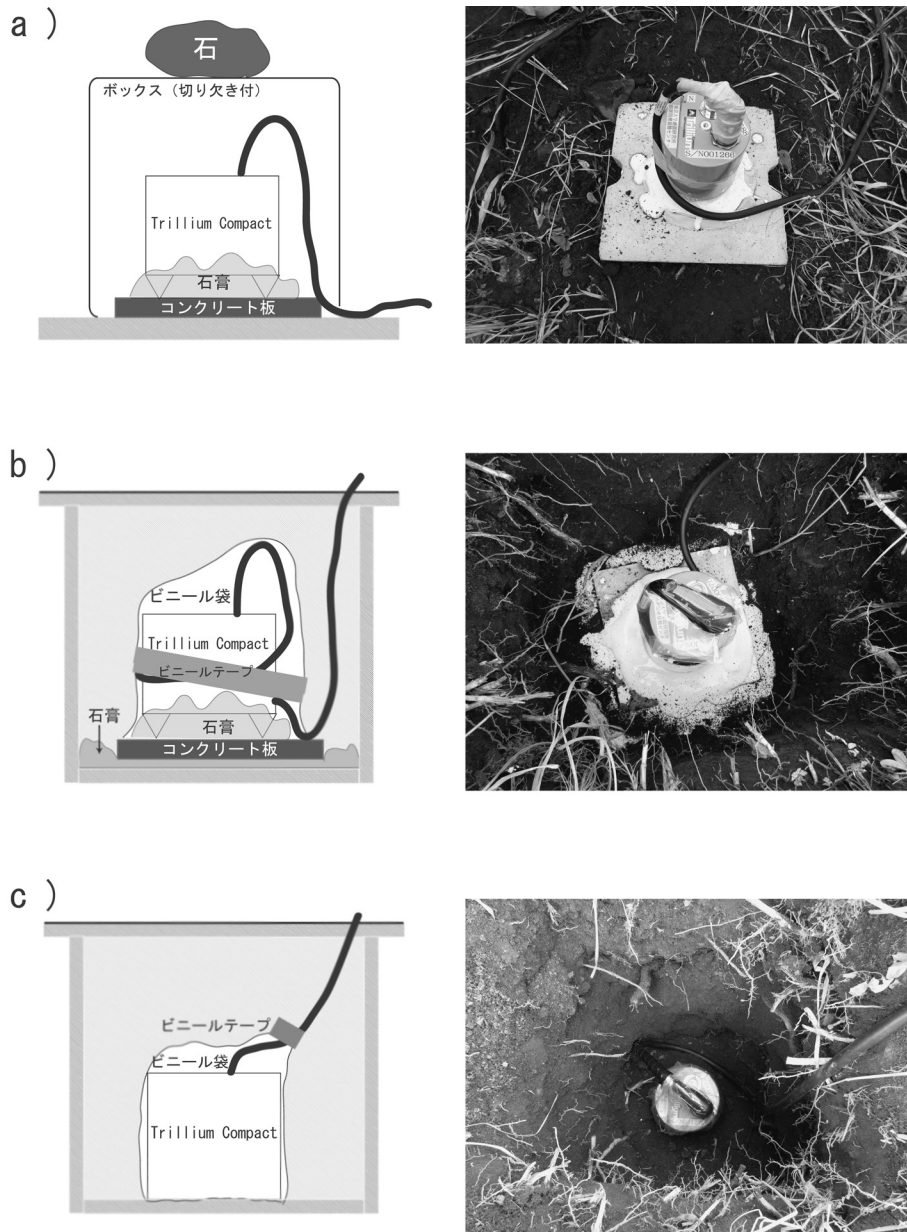 a )
石
ボックス（切り欠き付）
Trillium Compact
石膏
コンクリート板
Trillium
S/N001266
b )
ビニール袋
Trillium Compact
ビニールテープ
石膏
石膏
コンクリート板
c )
ビニールテープ
ビニール袋
Trillium Compact